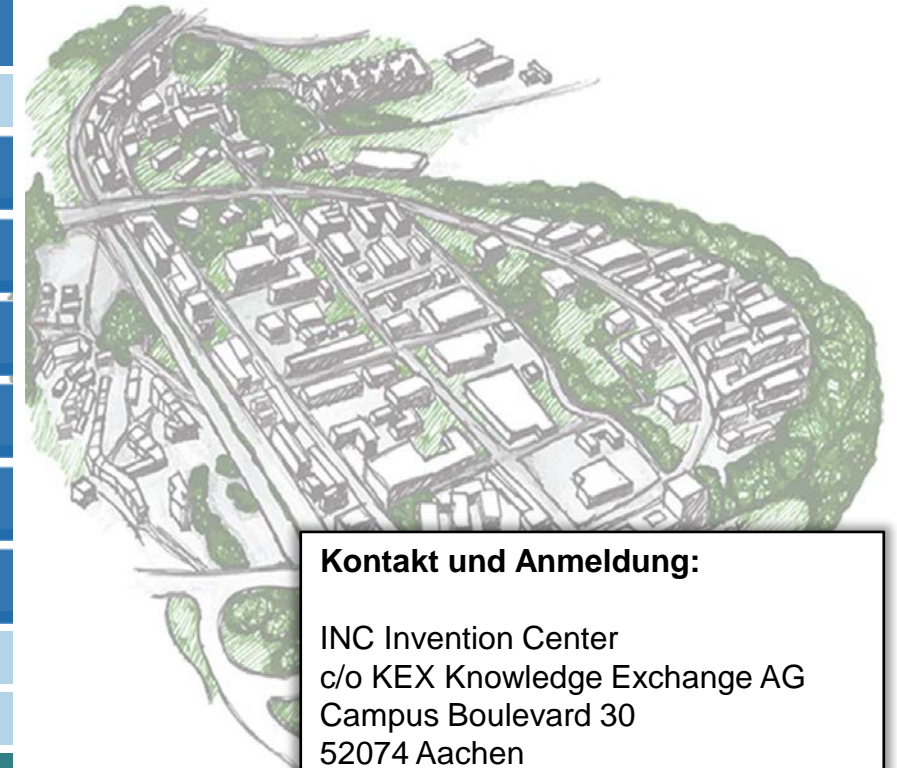 Kontakt und Anmeldung:
INC Invention Center
c/o KEX Knowledge Exchange AG
Campus Boulevard 30
52074 Aachen